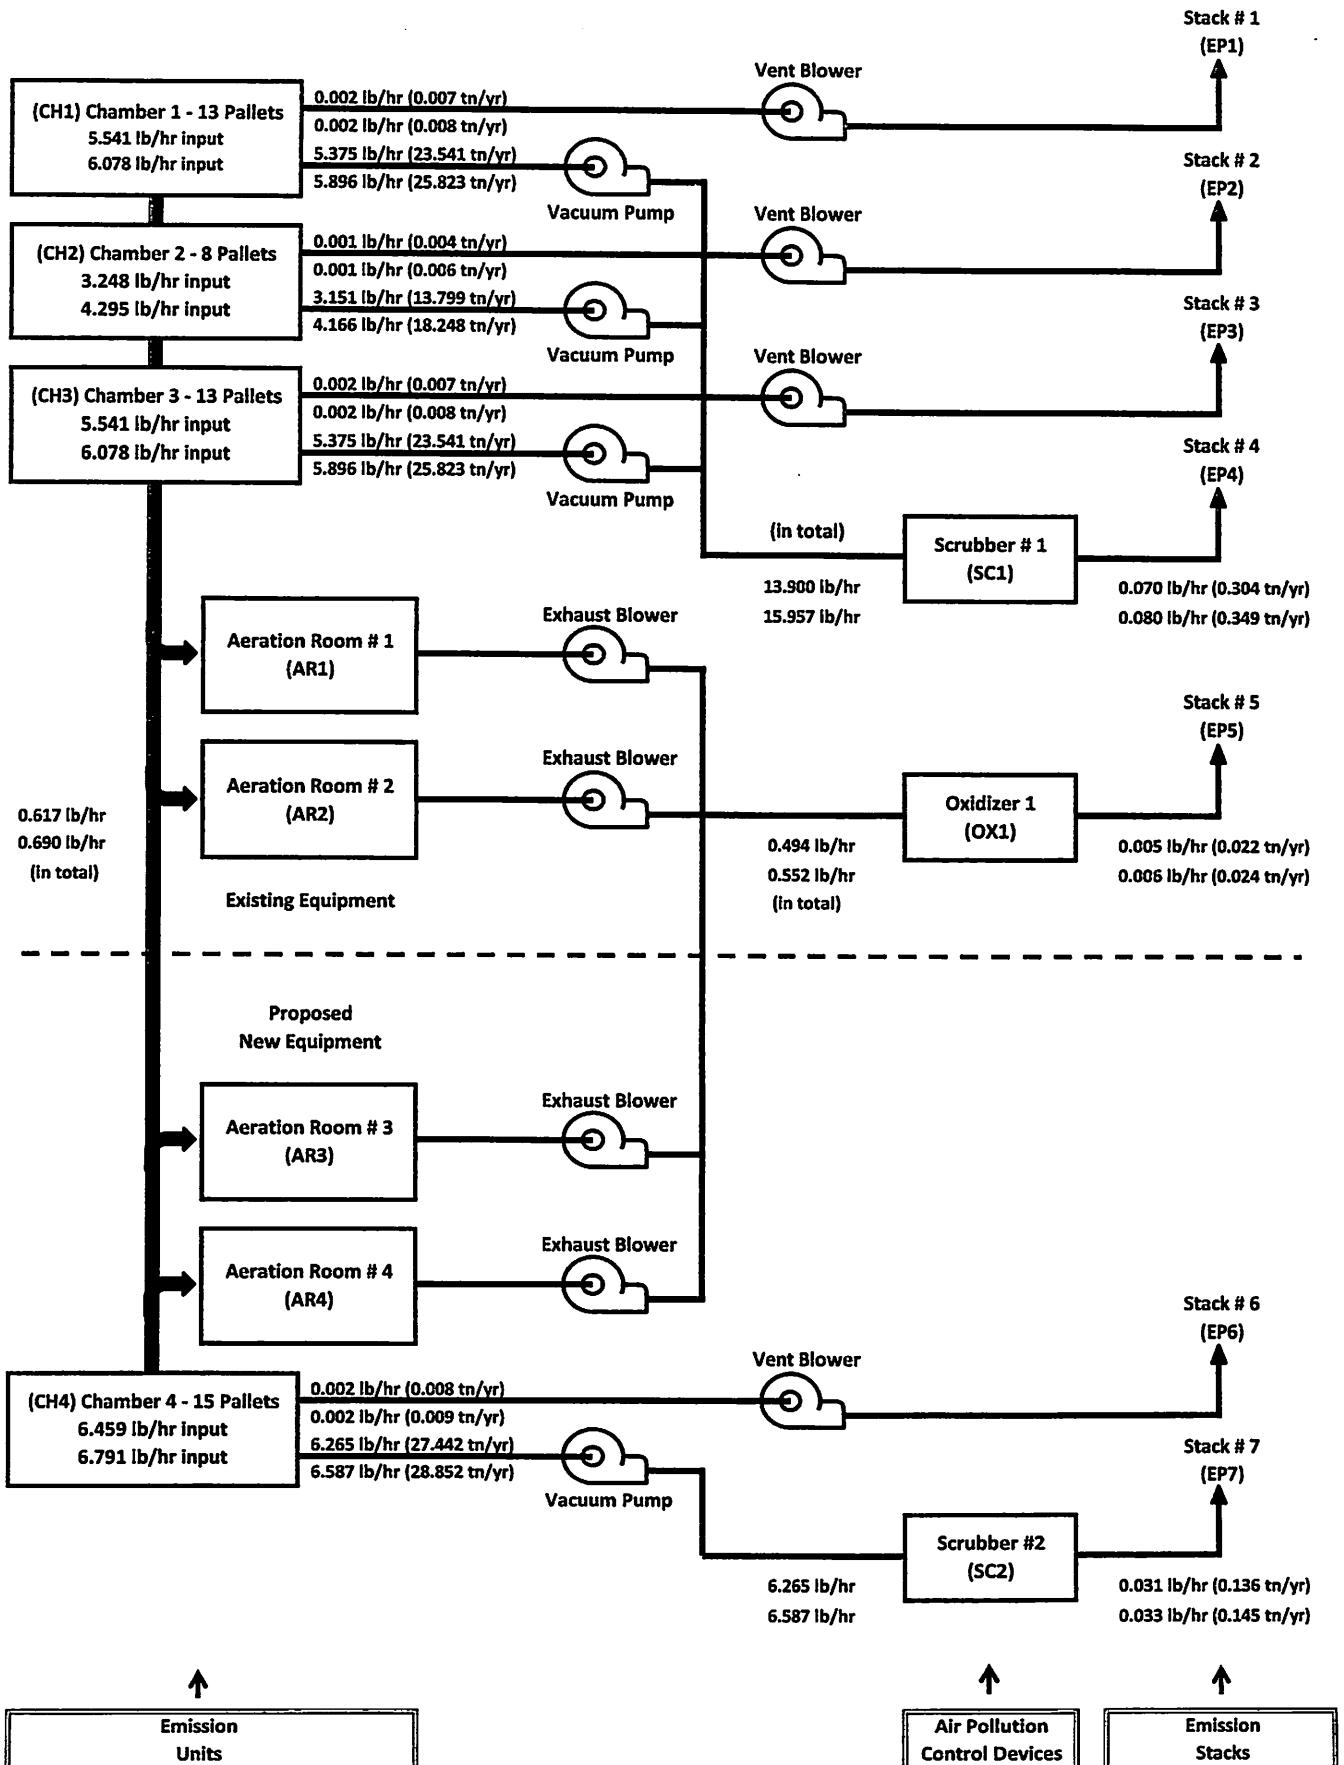 Stack # 1
(EP1)
Vent Blower
(CH1) Chamber 1 - 13 Pallets
5.541 lb/hr input
6.078 lb/hr input
0.002 lb/hr (0.007 tn/yr)
0.002 lb/hr (0.008 tn/yr)
5.375 lb/hr (23.541 tn/yr)
5.896 lb/hr (25.823 tn/yr)
Vacuum Pump
Stack # 2
(EP2)
Vent Blower
(CH2) Chamber 2 - 8 Pallets
3.248 lb/hr input
4.295 lb/hr input
0.001 lb/hr (0.004 tn/yr)
0.001 lb/hr (0.006 tn/yr)
3.151 lb/hr (13.799 tn/yr)
4.166 lb/hr (18.248 tn/yr)
Vacuum Pump
Stack # 3
(EP3)
Vent Blower
(CH3) Chamber 3 - 13 Pallets
5.541 lb/hr input
6.078 lb/hr input
0.002 lb/hr (0.007 tn/yr)
0.002 lb/hr (0.008 tn/yr)
5.375 lb/hr (23.541 tn/yr)
5.896 lb/hr (25.823 tn/yr)
Vacuum Pump
Stack # 4
(EP4)
(in total)
13.900 lb/hr
15.957 lb/hr
Scrubber # 1
(SC1)
0.070 lb/hr (0.304 tn/yr)
0.080 lb/hr (0.349 tn/yr)
Aeration Room # 1
(AR1)
Exhaust Blower
Stack # 5
(EP5)
Aeration Room # 2
(AR2)
Exhaust Blower
0.617 lb/hr
0.690 lb/hr
(in total)
0.494 lb/hr
0.552 lb/hr
(in total)
Oxidizer 1
(OX1)
0.005 lb/hr (0.022 tn/yr)
0.006 lb/hr (0.024 tn/yr)
Existing Equipment
Proposed
New Equipment
Aeration Room # 3
(AR3)
Exhaust Blower
Aeration Room # 4
(AR4)
Exhaust Blower
Stack # 6
(EP6)
Vent Blower
(CH4) Chamber 4 - 15 Pallets
6.459 lb/hr input
6.791 lb/hr input
0.002 lb/hr (0.008 tn/yr)
0.002 lb/hr (0.009 tn/yr)
6.265 lb/hr (27.442 tn/yr)
6.587 lb/hr (28.852 tn/yr)
Vacuum Pump
Stack # 7
(EP7)
6.265 lb/hr
6.587 lb/hr
Scrubber #2
(SC2)
0.031 lb/hr (0.136 tn/yr)
0.033 lb/hr (0.145 tn/yr)
Emission
Units
Air Pollution
Control Devices
Emission
Stacks